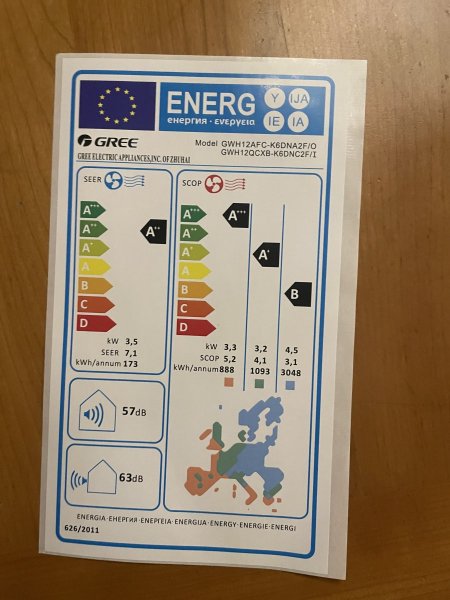 ENERG Y IJA
енергия · ενεργεια IE IA
GREE
GREE ELECTRIC APPLIANCES,INC. OF ZHUHAI
Model GWH12AFC-K6DNA2F/O
GWH12QCXB-K6DNC2F/I
SEER
A+++
A++
A+
A
B
C
D
A++
kW 3,5
SEER 7,1
kWh/annum 173
SCOP
A+++
A++
A+
A
B
C
D
A+++
A+
B
kW 3,3 3,2 4,5
SCOP 5,2 4,1 3,1
kWh/annum 888 1093 3048
57dB
63dB
ENERGIA·ЕНЕРГИЯ·ΕΝΕΡΓΕΙΑ·ENERGIJA·ENERGY·ENERGIE·ENERGI
626/2011